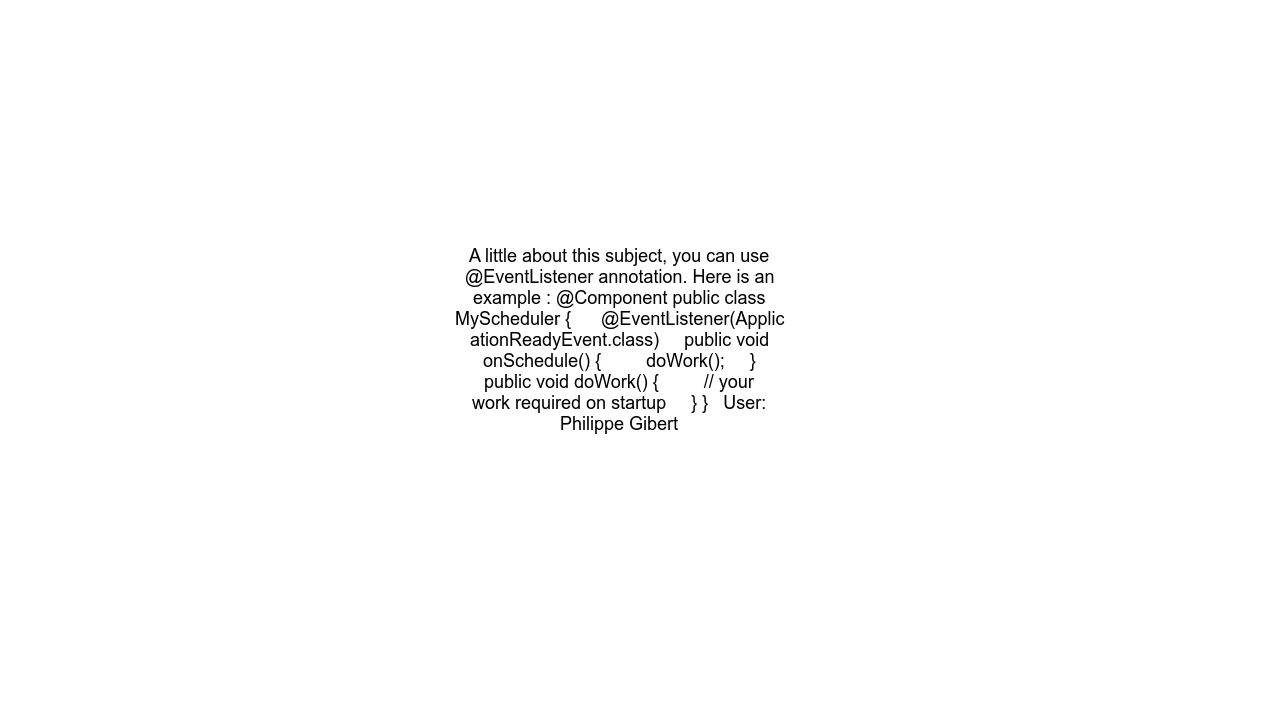 A little about this subject, you can use
@EventListener annotation. Here is an
example : @Component public class
MyScheduler {      @EventListener(Applic
ationReadyEvent.class)     public void
onSchedule() {         doWork();     }
public void doWork() {         // your
work required on startup     } }   User:
Philippe Gibert